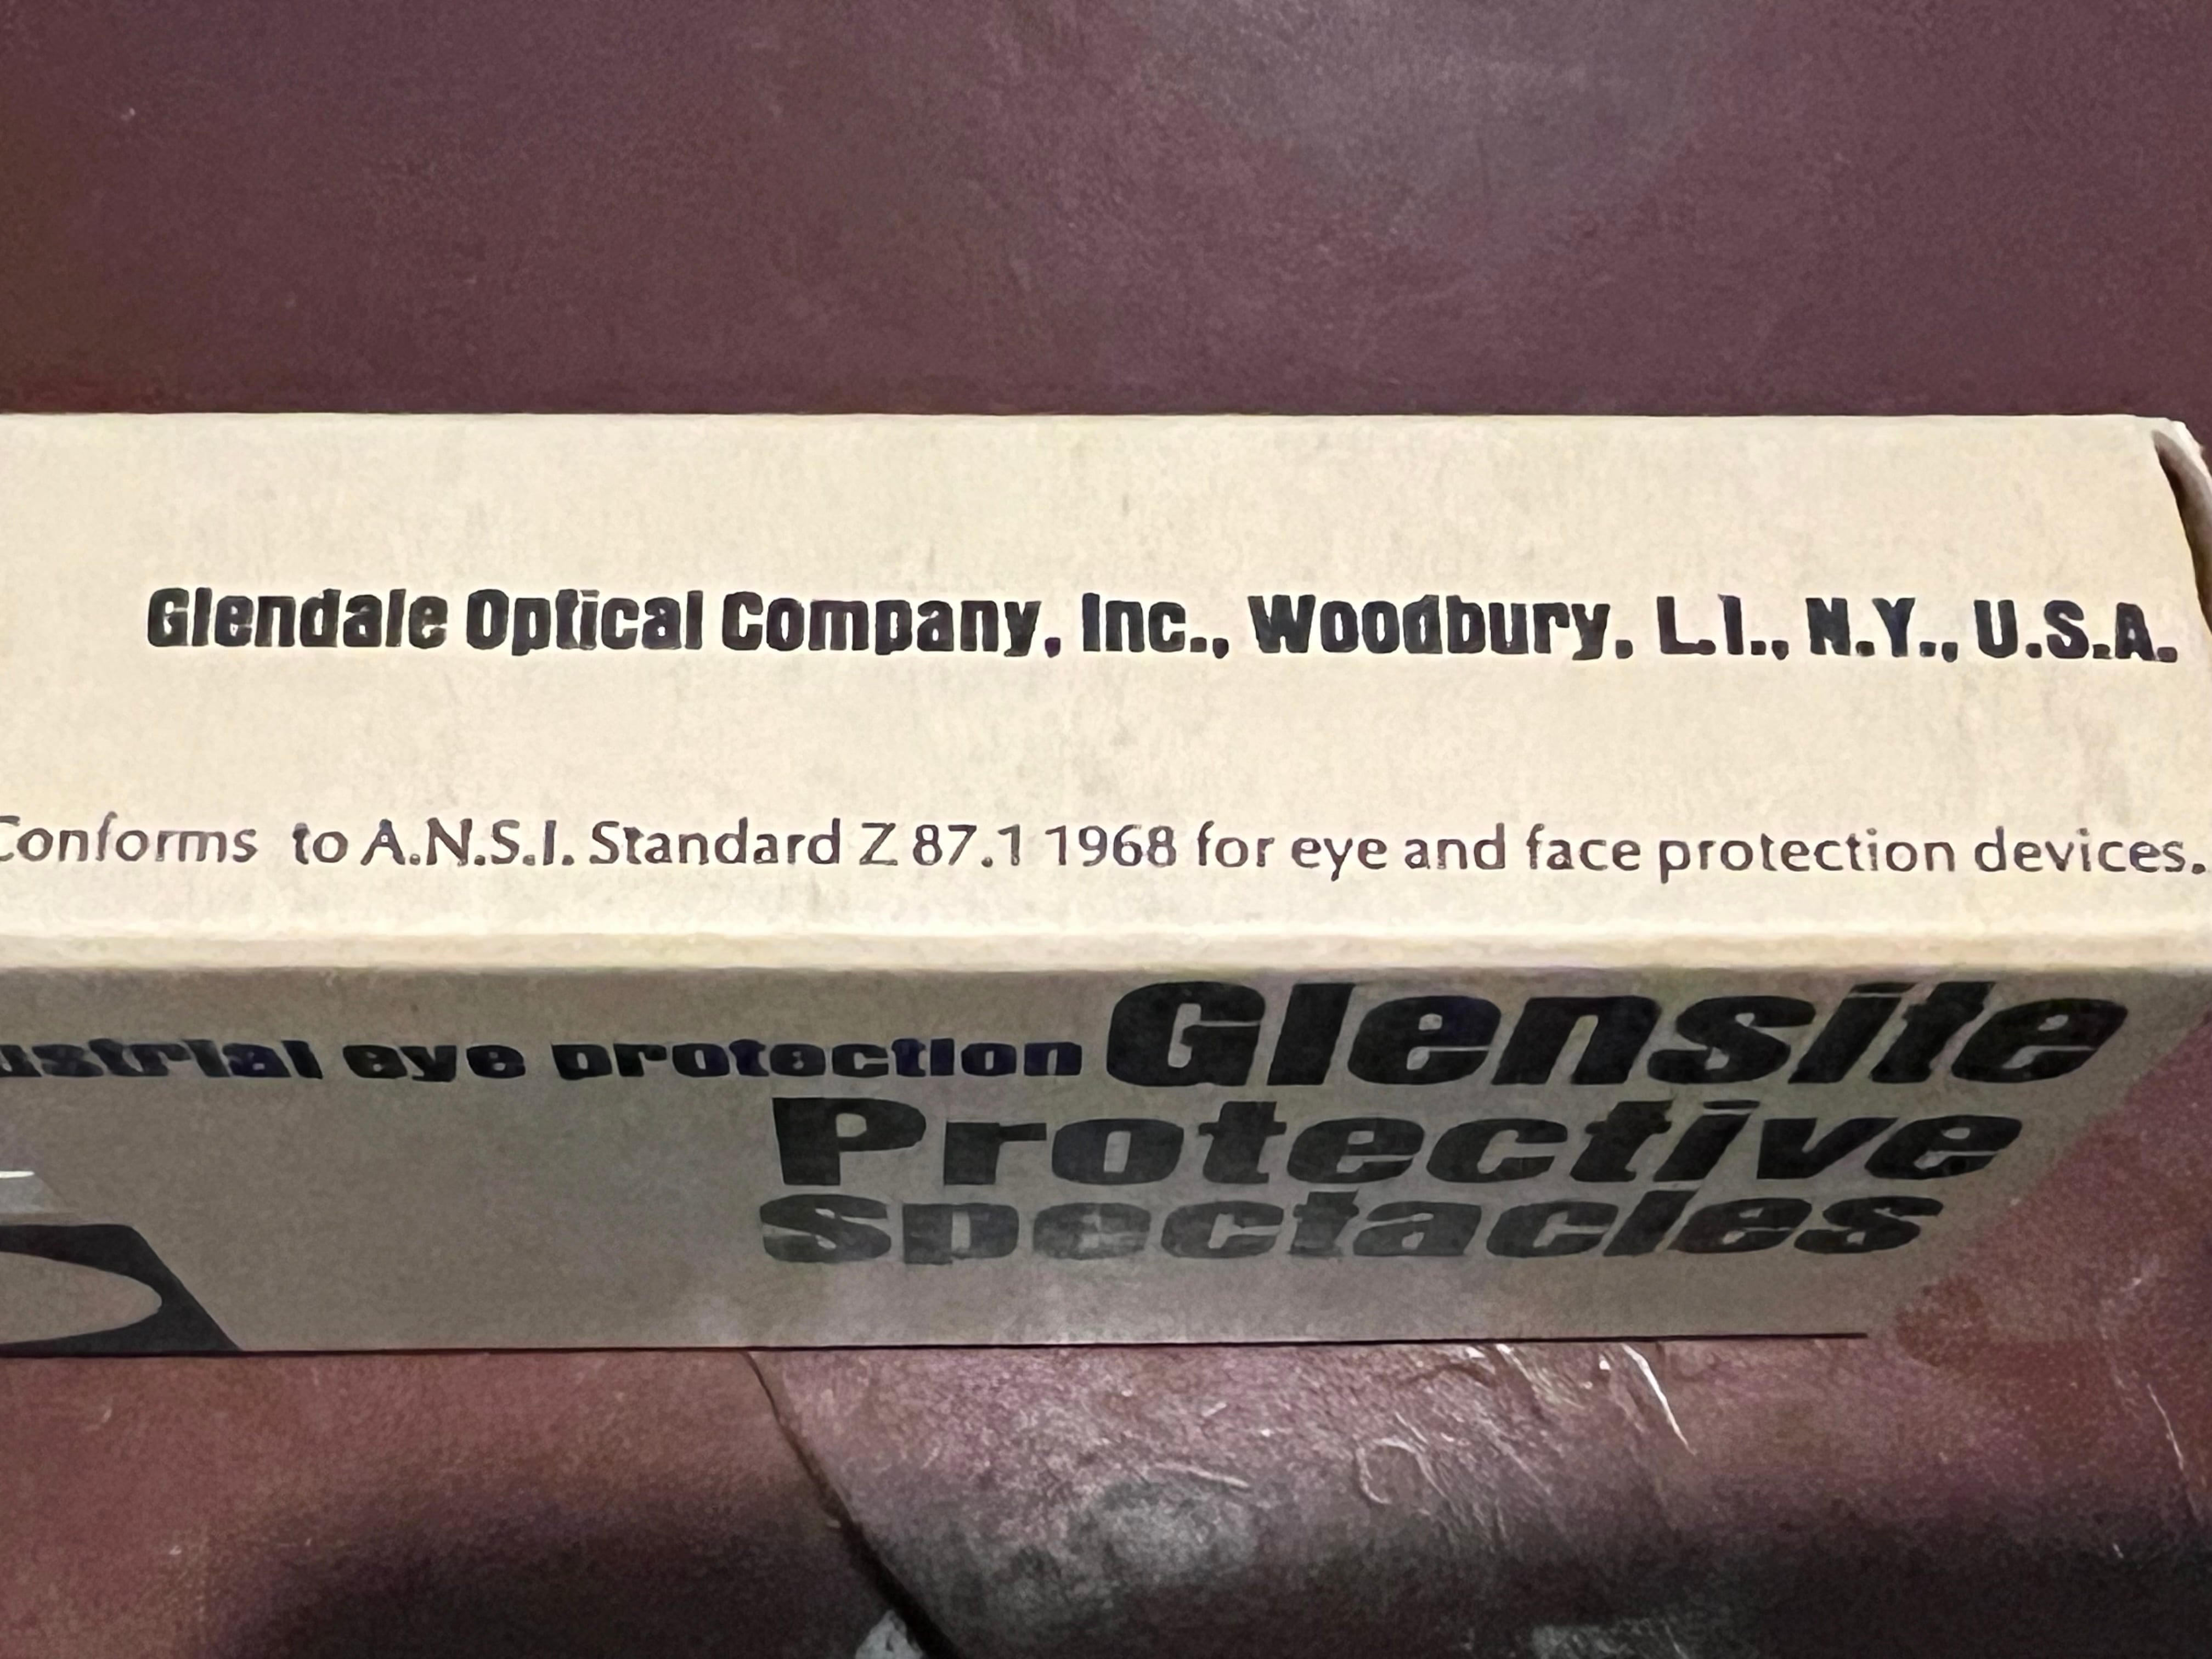 Glendale Optical Company, Inc., Woodbury, L.I., N.Y., U.S.A.
Conforms to A.N.S.I. Standard Z 87.1 1968 for eye and face protection devices.
ustrial eye protection Glensite
Protective
Spectacles